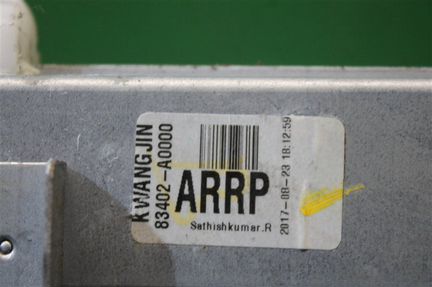 KWANGJIN
83402-A0000
ARRP
Sathishkumar.R
2017-08-23 18:12:59